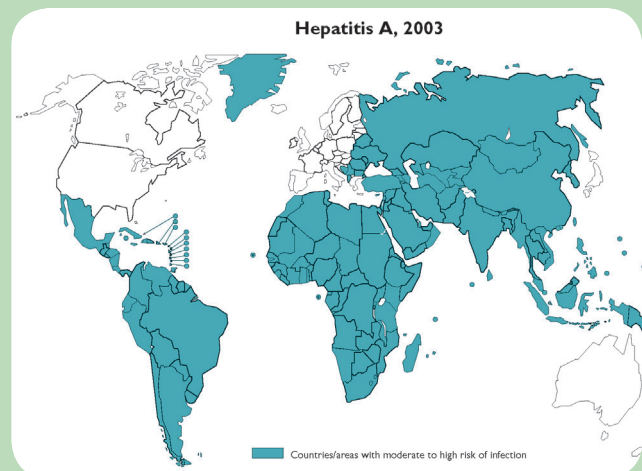 Hepatitis A, 2003
Countries/areas with moderate to high risk of infection